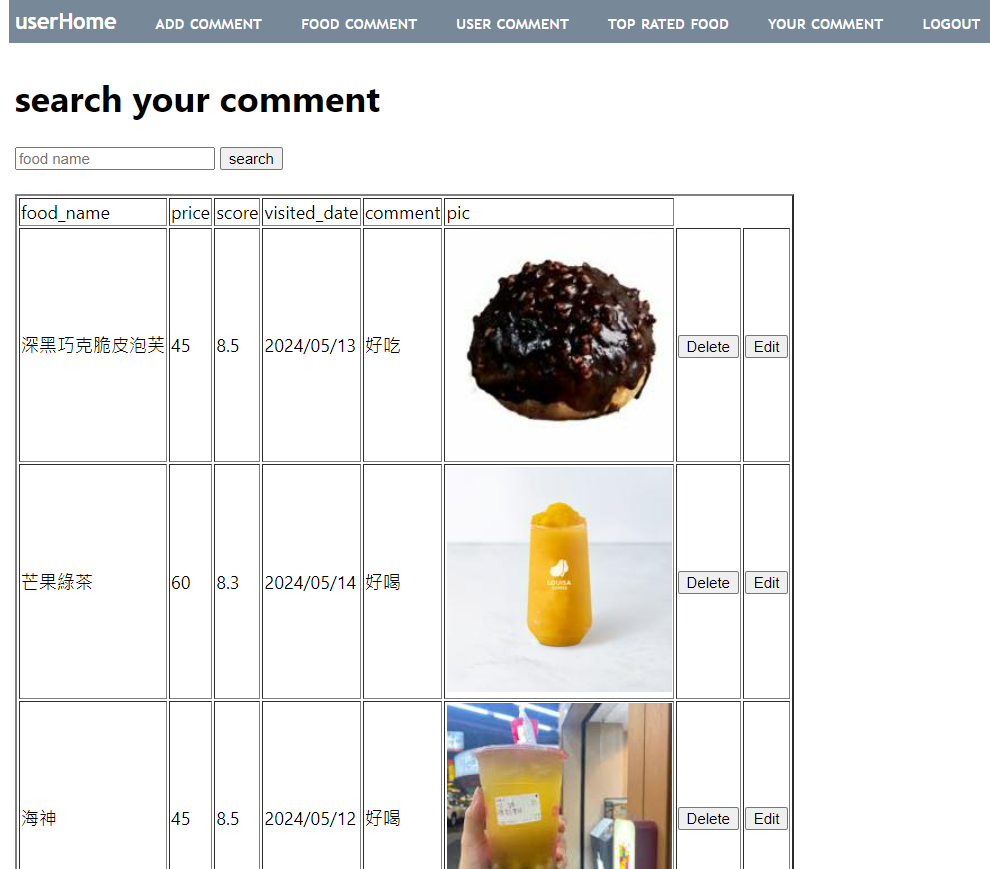 userHome ADD COMMENT FOOD COMMENT USER COMMENT TOP RATED FOOD YOUR COMMENT LOGOUT
search your comment
food name search
food_name price score visited_date comment pic
深黑巧克脆皮泡芙 45 8.5 2024/05/13 好吃 Delete Edit
芒果綠茶 60 8.3 2024/05/14 好喝 Delete Edit
LOUISA
COFFEE
海神 45 8.5 2024/05/12 好喝 Delete Edit